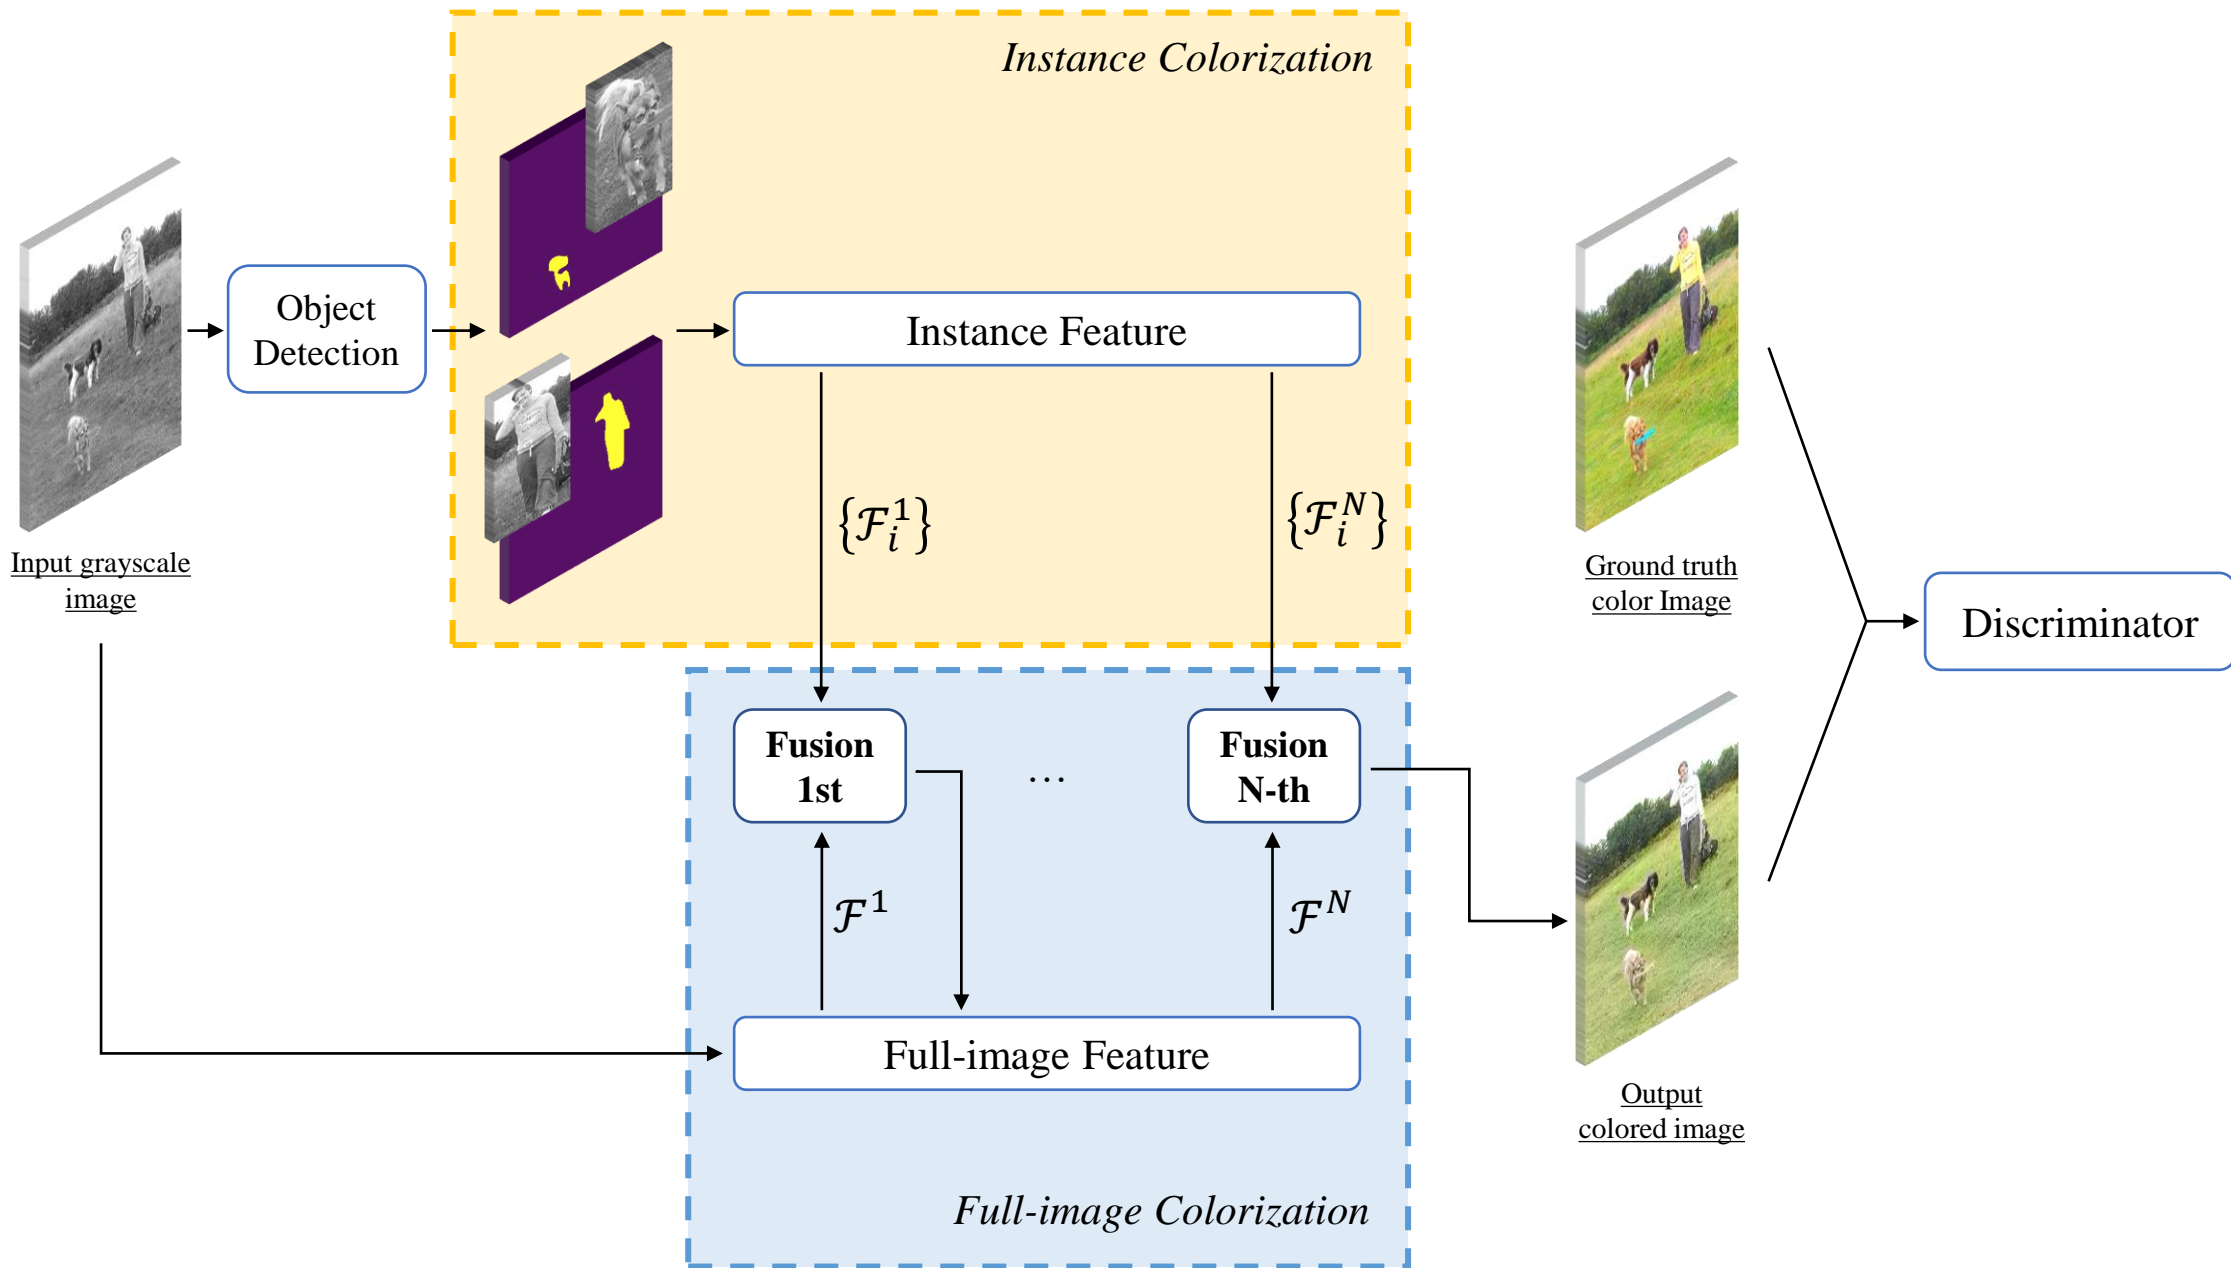 Instance Colorization
Object
Detection
Instance Feature
{ℱᵢ¹}
{ℱᵢᴺ}
Input grayscale
image
Ground truth
color Image
Discriminator
Fusion
1st
…
Fusion
N-th
ℱ¹
ℱᴺ
Full-image Feature
Output
colored image
Full-image Colorization